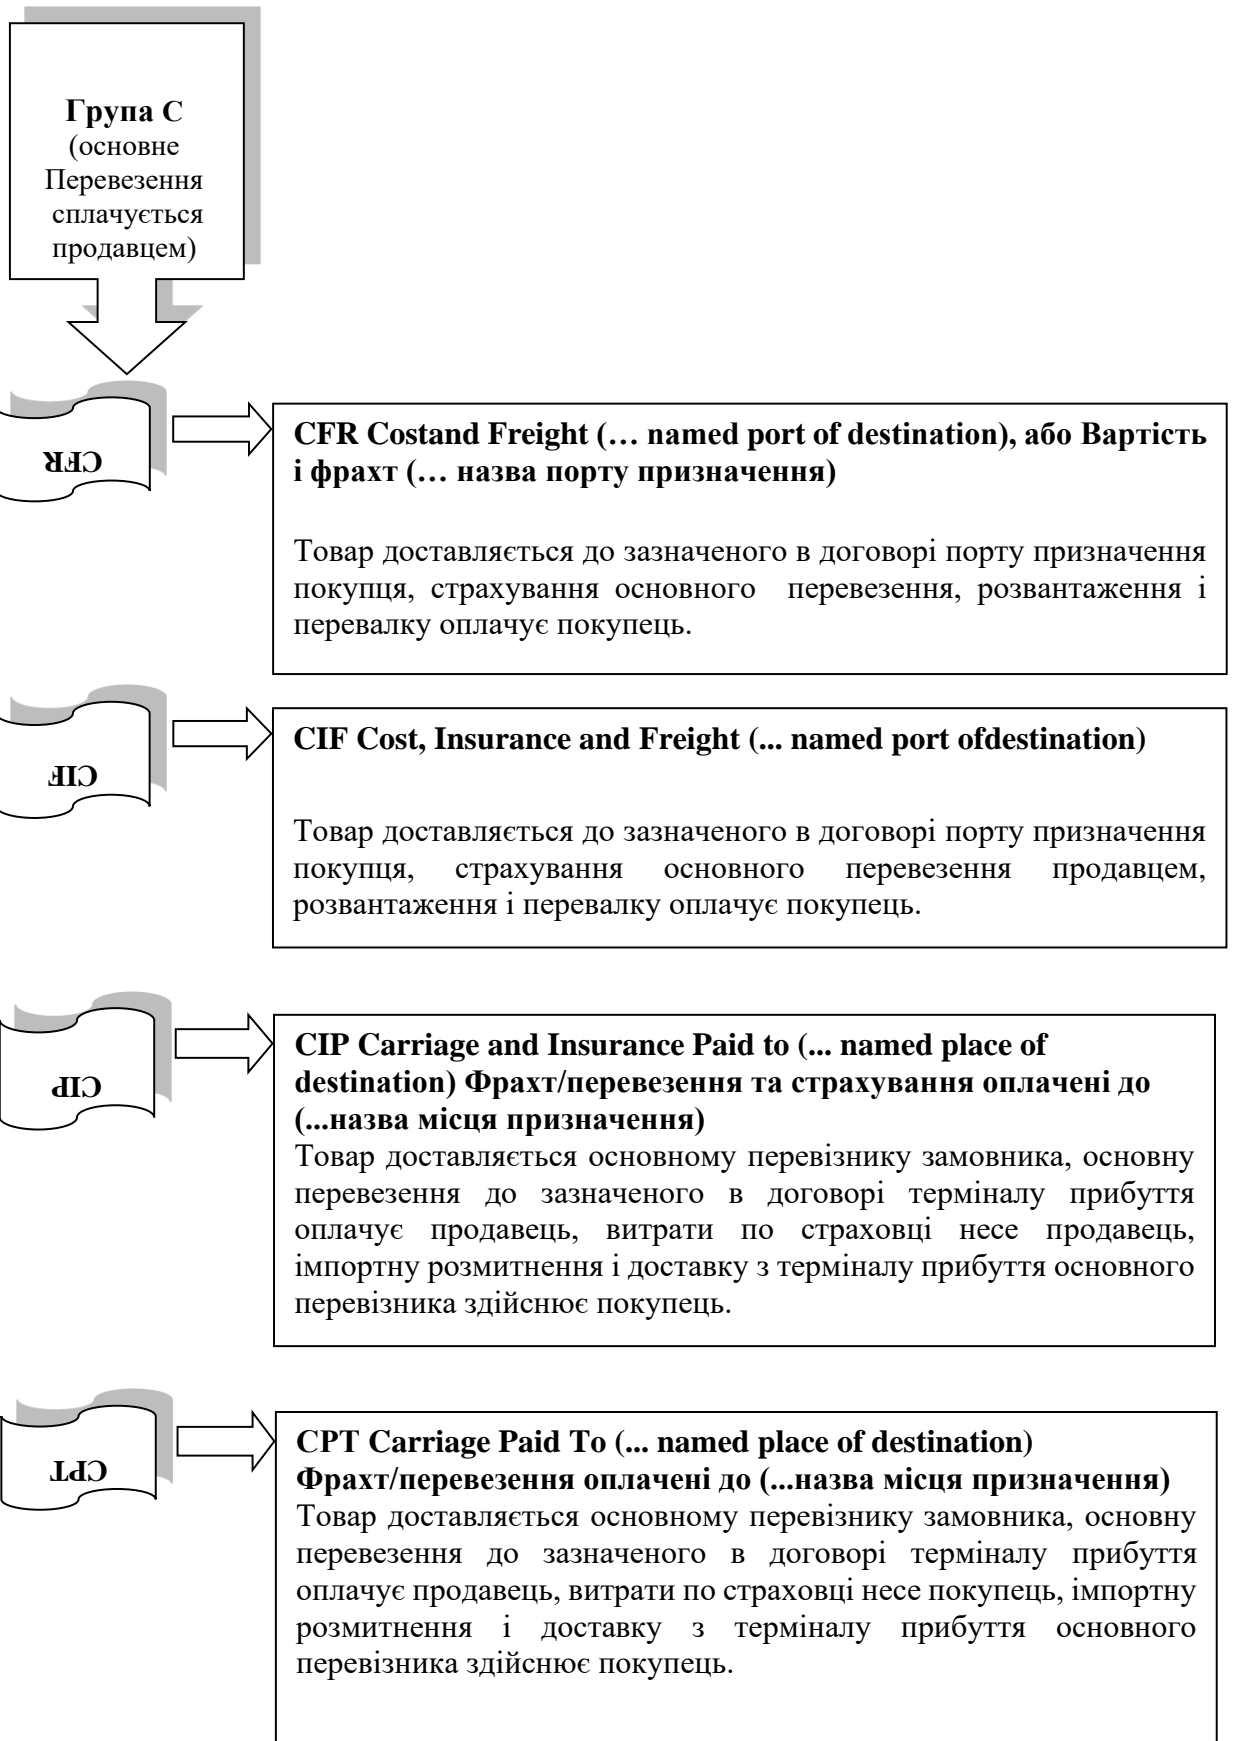 Група С
(основне
Перевезення
сплачується
продавцем)
CFR
CFR Costand Freight (… named port of destination), або Вартість
і фрахт (… назва порту призначення)
Товар доставляється до зазначеного в договорі порту призначення
покупця, страхування основного перевезення, розвантаження і
перевалку оплачує покупець.
CIF
CIF Cost, Insurance and Freight (... named port ofdestination)
Товар доставляється до зазначеного в договорі порту призначення
покупця, страхування основного перевезення продавцем,
розвантаження і перевалку оплачує покупець.
CIP
CIP Carriage and Insurance Paid to (... named place of
destination) Фрахт/перевезення та страхування оплачені до
(...назва місця призначення)
Товар доставляється основному перевізнику замовника, основну
перевезення до зазначеного в договорі терміналу прибуття
оплачує продавець, витрати по страховці несе продавець,
імпортну розмитнення і доставку з терміналу прибуття основного
перевізника здійснює покупець.
CPT
CPT Carriage Paid To (... named place of destination)
Фрахт/перевезення оплачені до (...назва місця призначення)
Товар доставляється основному перевізнику замовника, основну
перевезення до зазначеного в договорі терміналу прибуття
оплачує продавець, витрати по страховці несе покупець, імпортну
розмитнення і доставку з терміналу прибуття основного
перевізника здійснює покупець.